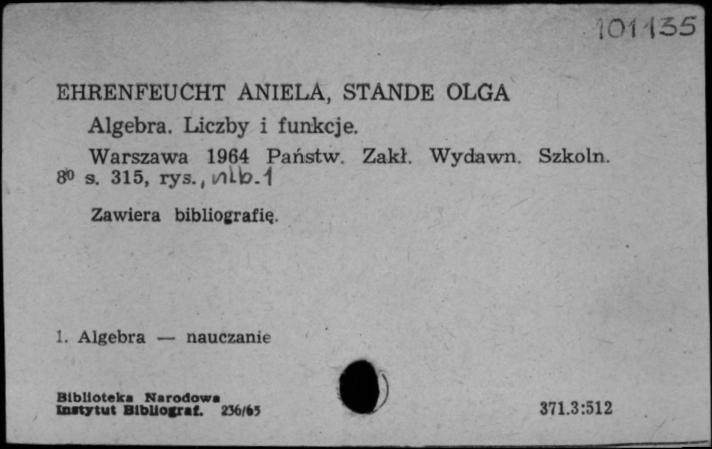 101135
EHRENFEUCHT ANIELA, STANDE OLGA
Algebra. Liczby i funkcje.
Warszawa 1964 Państw. Zakł. Wydawn. Szkoln.
8⁰ s. 315, rys., nlb.1
Zawiera bibliografię.
1. Algebra — nauczanie
Biblioteka Narodowa
Instytut Bibliograf. 236/65
371.3:512